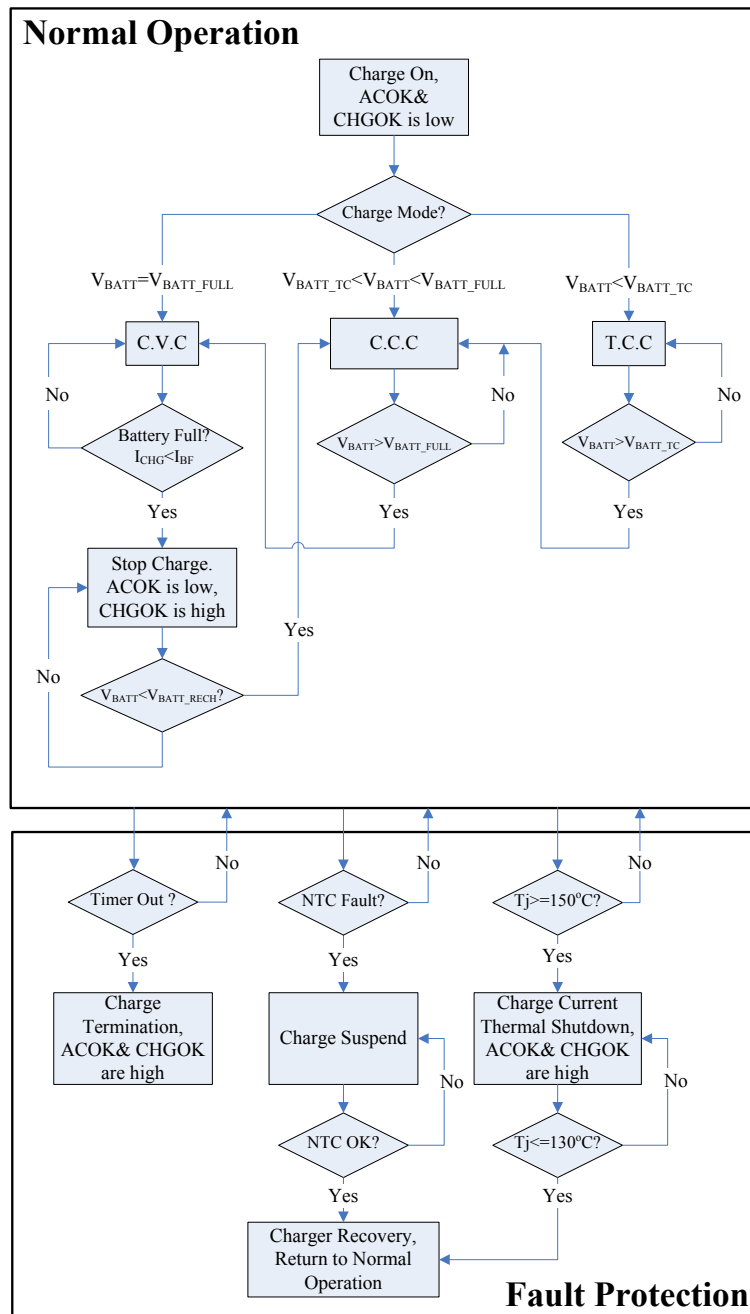 Normal Operation
Charge On,
ACOK&
CHGOK is low
Charge Mode?
VBATT=VBATT_FULL
VBATT_TC<VBATT<VBATT_FULL
VBATT<VBATT_TC
C.V.C
C.C.C
T.C.C
No
No
No
Battery Full?
ICHG<IBF
VBATT>VBATT_FULL
VBATT>VBATT_TC
Yes
Yes
Yes
Stop Charge.
ACOK is low,
CHGOK is high
Yes
No
VBATT<VBATT_RECH?
No
No
No
Timer Out ?
NTC Fault?
Tj>=150°C?
Yes
Yes
Yes
Charge
Termination,
ACOK& CHGOK
are high
Charge Suspend
Charge Current
Thermal Shutdown,
ACOK& CHGOK
are high
No
No
NTC OK?
Tj<=130°C?
Yes
Yes
Charger Recovery,
Return to Normal
Operation
Fault Protection